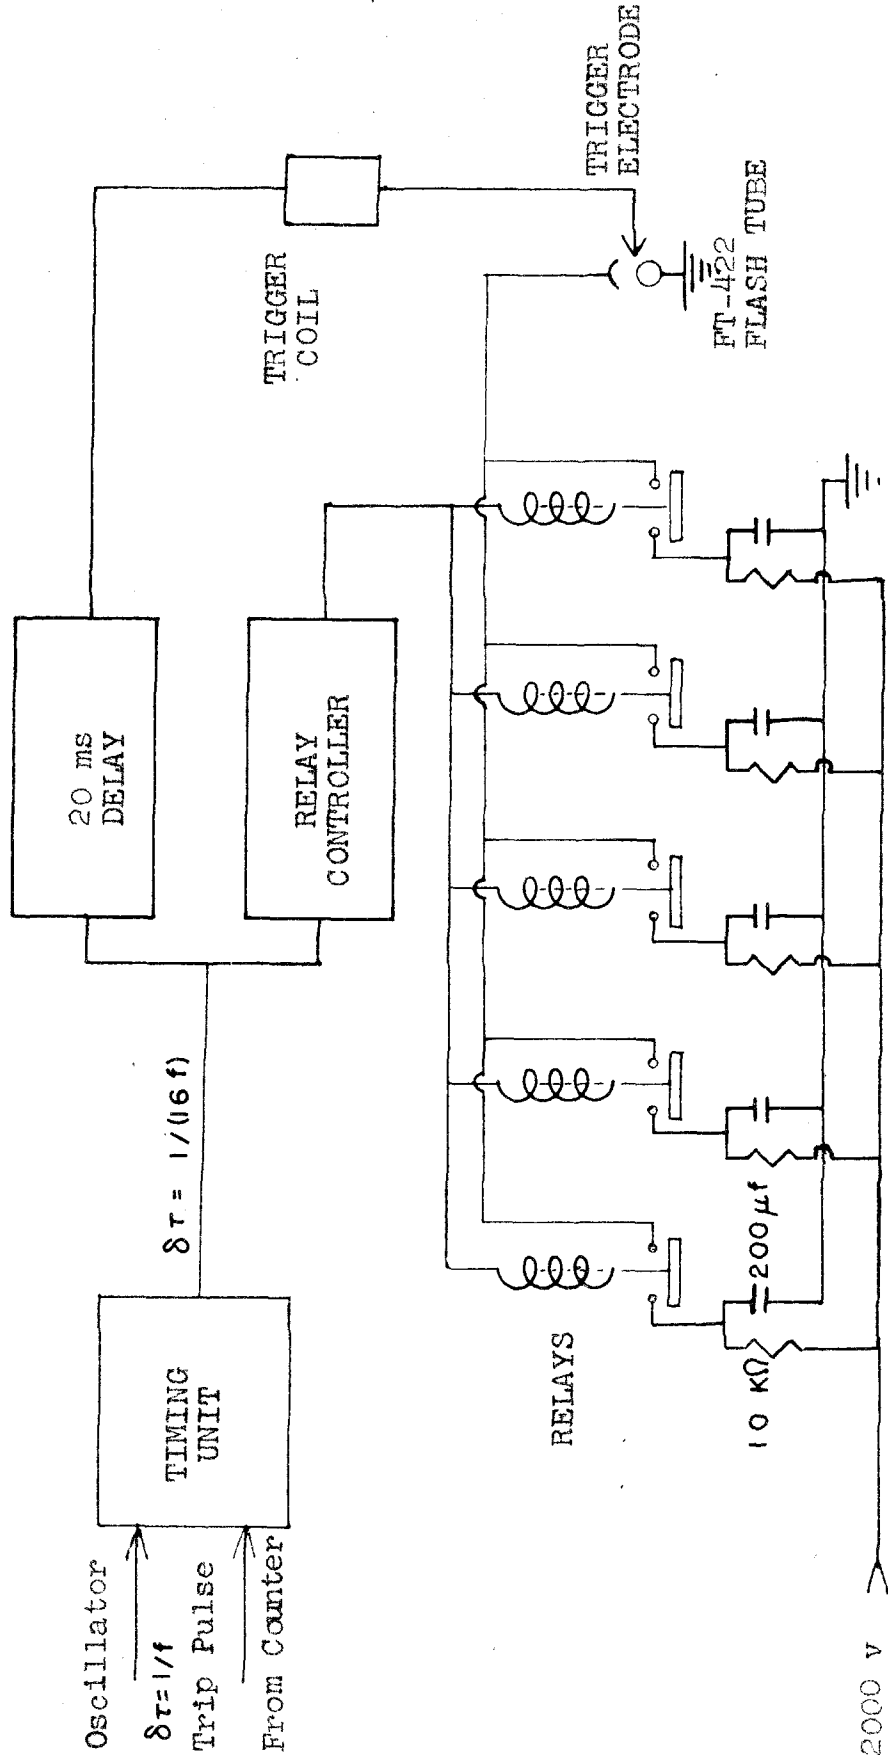 Oscillator
δτ=1/f
Trip Pulse
From Counter
TIMING
UNIT
δτ = 1/(16f)
20 ms
DELAY
RELAY
CONTROLLER
TRIGGER
COIL
TRIGGER
ELECTRODE
FT-422
FLASH TUBE
RELAYS
10 KΩ
200μf
2000 V